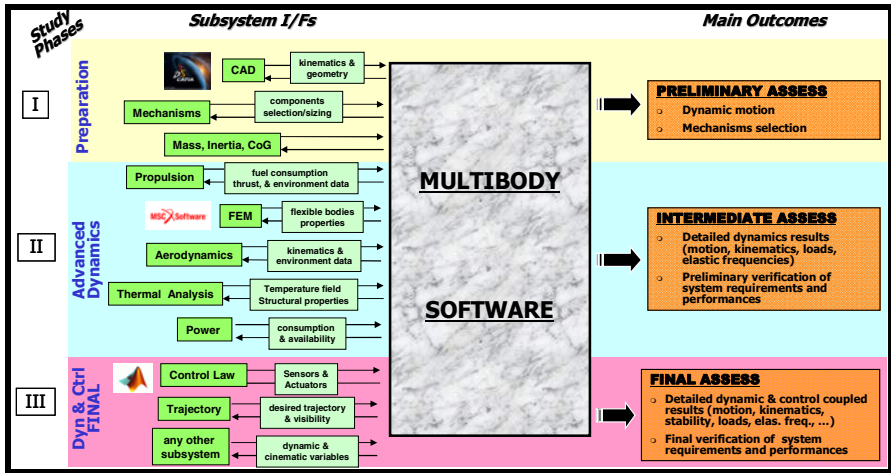 Study
Phases
Subsystem I/Fs
Main Outcomes
I
Preparation
CATIA
CAD
kinematics &
geometry
Mechanisms
components
selection/sizing
Mass, Inertia, CoG
PRELIMINARY ASSESS
Dynamic motion
Mechanisms selection
MULTIBODY
SOFTWARE
II
Advanced
Dynamics
Propulsion
fuel consumption
thrust, & environment data
MSC Software
FEM
flexible bodies
properties
Aerodynamics
kinematics &
environment data
Thermal Analysis
Temperature field
Structural properties
Power
consumption
& availability
INTERMEDIATE ASSESS
Detailed dynamics results
(motion, kinematics, loads,
elastic frequencies)
Preliminary verification of
system requirements and
performances
III
Dyn & Ctrl
FINAL
Control Law
Sensors &
Actuators
Trajectory
desired trajectory
& visibility
any other
subsystem
dynamic &
cinematic variables
FINAL ASSESS
Detailed dynamic & control coupled
results (motion, kinematics,
stability, loads, elas. freq., ...)
Final verification of system
requirements and performances